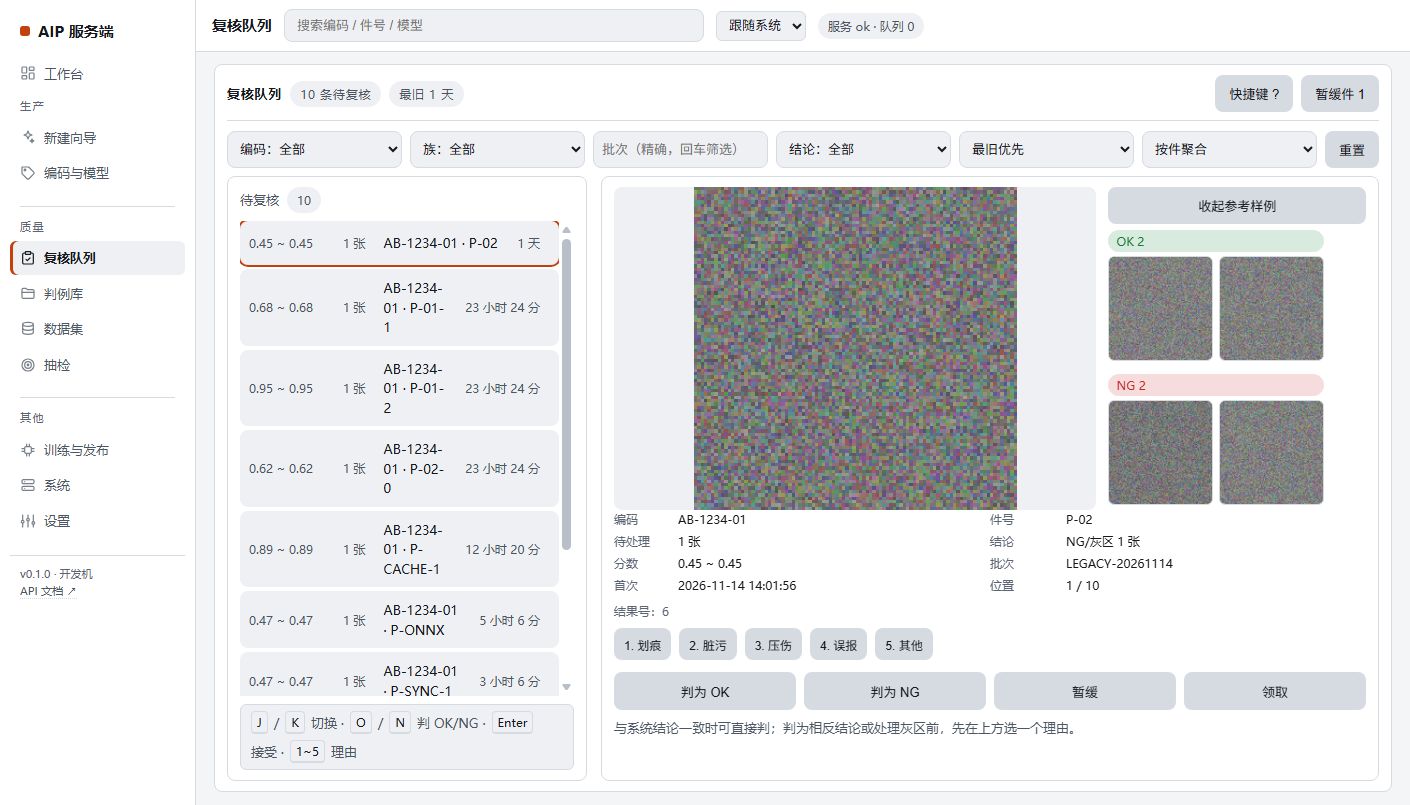 AIP 服务端
工作台
生产
新建向导
编码与模型
质量
复核队列
判例库
数据集
抽检
其他
训练与发布
系统
设置
v0.1.0 · 开发机
API 文档 ↗
复核队列
搜索编码 / 件号 / 模型
跟随系统
服务 ok · 队列 0
复核队列
10 条待复核
最旧 1 天
快捷键 ?
暂缓件 1
编码：全部
族：全部
批次（精确，回车筛选）
结论：全部
最旧优先
按件聚合
重置
待复核 10
0.45 ~ 0.45 1 张 AB-1234-01 · P-02 1 天
0.68 ~ 0.68 1 张 AB-1234-
01 · P-01-
1
23 小时 24 分
0.95 ~ 0.95 1 张 AB-1234-
01 · P-01-
2
23 小时 24 分
0.62 ~ 0.62 1 张 AB-1234-
01 · P-02-
0
23 小时 24 分
0.89 ~ 0.89 1 张 AB-1234-
01 · P-
CACHE-1
12 小时 20 分
0.47 ~ 0.47 1 张 AB-1234-01
· P-ONNX
5 小时 6 分
0.47 ~ 0.47 1 张 AB-1234-01
· P-SYNC-1
3 小时 6 分
J / K 切换 · O / N 判 OK/NG · Enter
接受 · 1~5 理由
收起参考样例
OK 2
NG 2
编码 AB-1234-01 件号 P-02
待处理 1 张 结论 NG/灰区 1 张
分数 0.45 ~ 0.45 批次 LEGACY-20261114
首次 2026-11-14 14:01:56 位置 1 / 10
结果号：6
1. 划痕
2. 脏污
3. 压伤
4. 误报
5. 其他
判为 OK
判为 NG
暂缓
领取
与系统结论一致时可直接判；判为相反结论或处理灰区前，先在上方选一个理由。